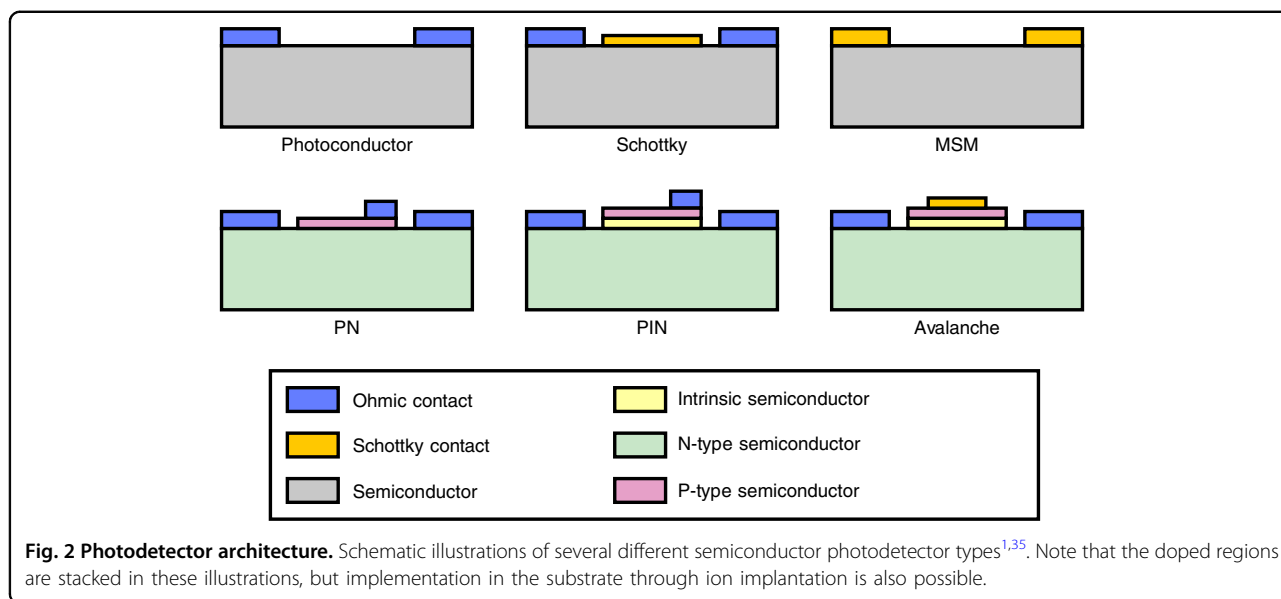 Photoconductor
Schottky
MSM
PN
PIN
Avalanche
Ohmic contact
Intrinsic semiconductor
Schottky contact
N-type semiconductor
Semiconductor
P-type semiconductor
Fig. 2 Photodetector architecture. Schematic illustrations of several different semiconductor photodetector types1,35. Note that the doped regions
are stacked in these illustrations, but implementation in the substrate through ion implantation is also possible.